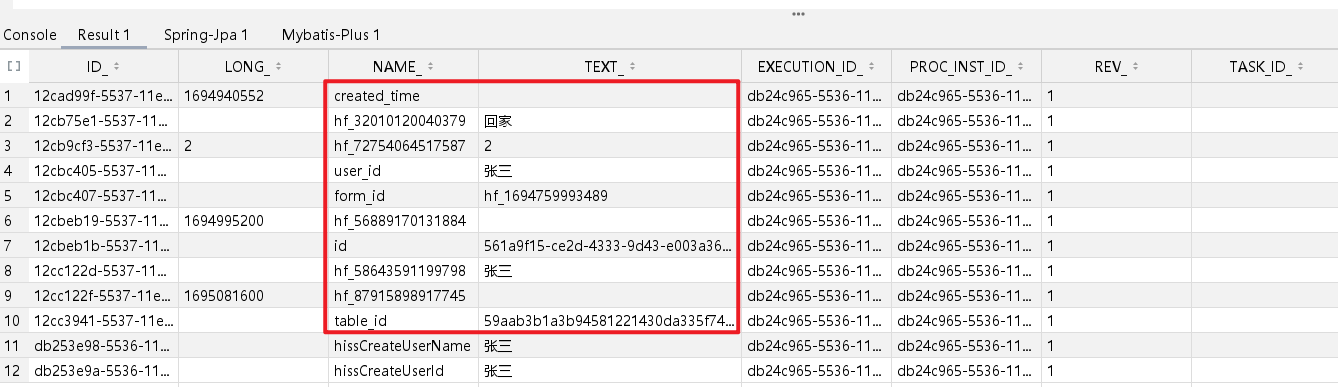 Console Result 1 Spring-Jpa 1 Mybatis-Plus 1
ID_ LONG_ NAME_ TEXT_ EXECUTION_ID_ PROC_INST_ID_ REV_ TASK_ID_
1 12cad99f-5537-11e... 1694940552 created_time db24c965-5536-11... db24c965-5536-11... 1
2 12cb75e1-5537-11... hf_32010120040379 回家 db24c965-5536-11... db24c965-5536-11... 1
3 12cb9cf3-5537-11e... 2 hf_72754064517587 2 db24c965-5536-11... db24c965-5536-11... 1
4 12cbc405-5537-11... user_id 张三 db24c965-5536-11... db24c965-5536-11... 1
5 12cbc407-5537-11... form_id hf_1694759993489 db24c965-5536-11... db24c965-5536-11... 1
6 12cbeb19-5537-11... 1694995200 hf_56889170131884 db24c965-5536-11... db24c965-5536-11... 1
7 12cbeb1b-5537-11... id 561a9f15-ce2d-4333-9d43-e003a36... db24c965-5536-11... db24c965-5536-11... 1
8 12cc122d-5537-11... hf_58643591199798 张三 db24c965-5536-11... db24c965-5536-11... 1
9 12cc122f-5537-11e... 1695081600 hf_87915898917745 db24c965-5536-11... db24c965-5536-11... 1
10 12cc3941-5537-11e... table_id 59aab3b1a3b94581221430da335f74... db24c965-5536-11... db24c965-5536-11... 1
11 db253e98-5536-11... hissCreateUserName 张三 db24c965-5536-11... db24c965-5536-11... 1
12 db253e9a-5536-11... hissCreateUserId 张三 db24c965-5536-11... db24c965-5536-11... 1